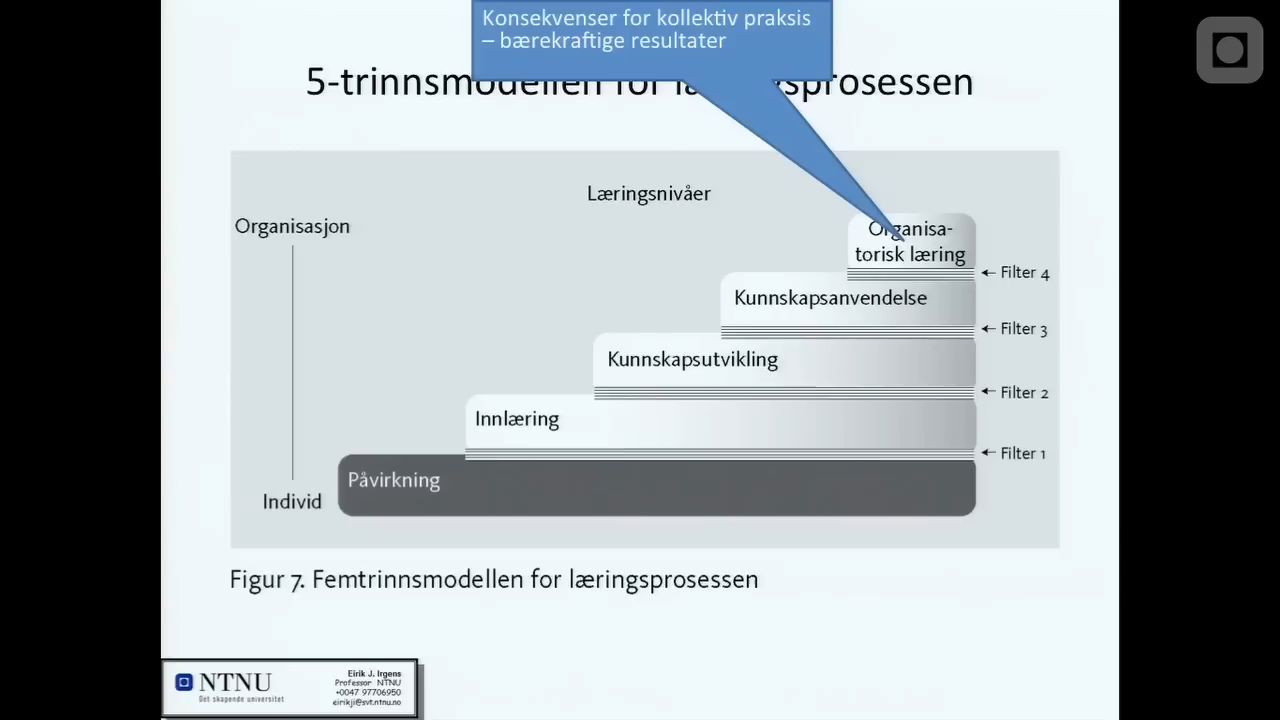 Konsekvenser for kollektiv praksis
– bærekraftige resultater
5-trinnsmodellen for læringsprosessen
Læringsnivåer
Organisasjon
Organisa-
torisk læring
Filter 4
Kunnskapsanvendelse
Filter 3
Kunnskapsutvikling
Filter 2
Innlæring
Filter 1
Påvirkning
Individ
Figur 7. Femtrinnsmodellen for læringsprosessen
NTNU
Det skapende universitet
Eirik J. Irgens
Professor NTNU
+0047 97706950
eirikji@svt.ntnu.no